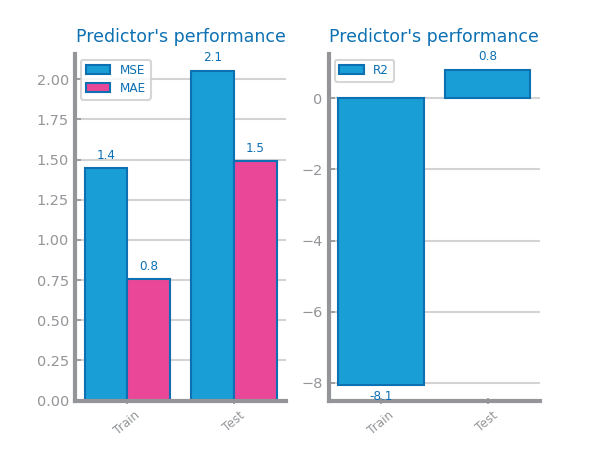 Predictor's performance
MSE
MAE
2.1
1.4
1.5
0.8
2.00
1.75
1.50
1.25
1.00
0.75
0.50
0.25
0.00
Train
Test
Predictor's performance
R2
0.8
-8.1
0
−2
−4
−6
−8
Train
Test